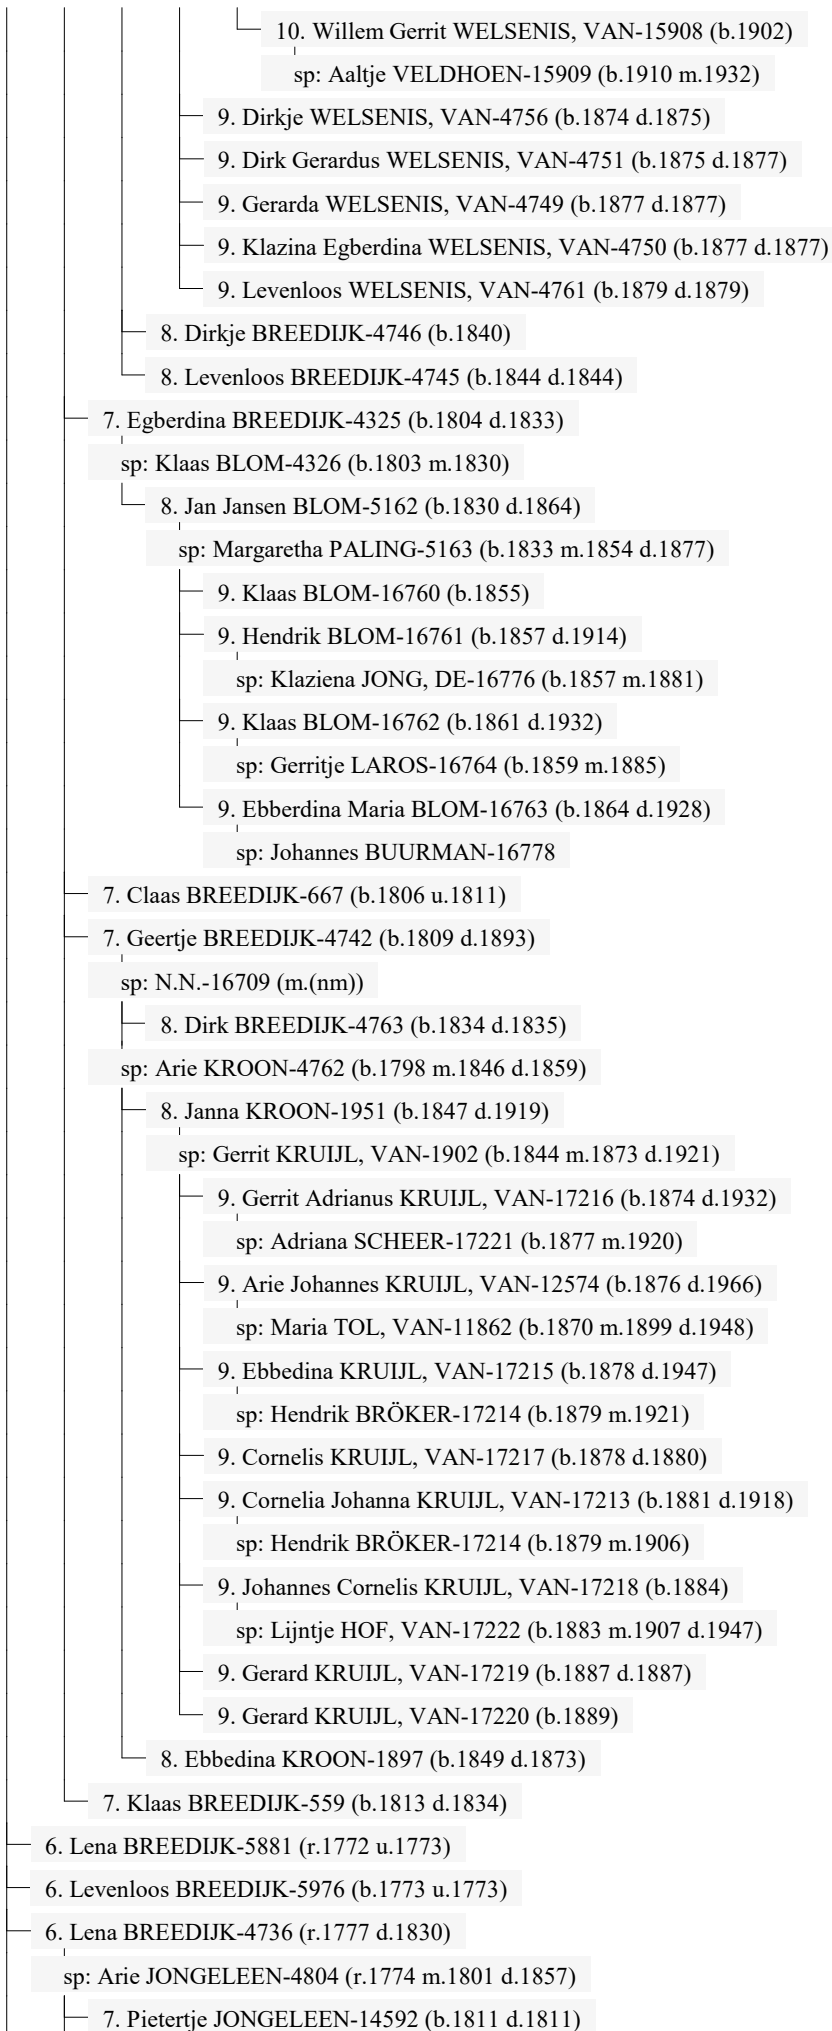 10. Willem Gerrit WELSENIS, VAN-15908 (b.1902)
sp: Aaltje VELDHOEN-15909 (b.1910 m.1932)
9. Dirkje WELSENIS, VAN-4756 (b.1874 d.1875)
9. Dirk Gerardus WELSENIS, VAN-4751 (b.1875 d.1877)
9. Gerarda WELSENIS, VAN-4749 (b.1877 d.1877)
9. Klazina Egberdina WELSENIS, VAN-4750 (b.1877 d.1877)
9. Levenloos WELSENIS, VAN-4761 (b.1879 d.1879)
8. Dirkje BREEDIJK-4746 (b.1840)
8. Levenloos BREEDIJK-4745 (b.1844 d.1844)
7. Egberdina BREEDIJK-4325 (b.1804 d.1833)
sp: Klaas BLOM-4326 (b.1803 m.1830)
8. Jan Jansen BLOM-5162 (b.1830 d.1864)
sp: Margaretha PALING-5163 (b.1833 m.1854 d.1877)
9. Klaas BLOM-16760 (b.1855)
9. Hendrik BLOM-16761 (b.1857 d.1914)
sp: Klaziena JONG, DE-16776 (b.1857 m.1881)
9. Klaas BLOM-16762 (b.1861 d.1932)
sp: Gerritje LAROS-16764 (b.1859 m.1885)
9. Ebberdina Maria BLOM-16763 (b.1864 d.1928)
sp: Johannes BUURMAN-16778
7. Claas BREEDIJK-667 (b.1806 u.1811)
7. Geertje BREEDIJK-4742 (b.1809 d.1893)
sp: N.N.-16709 (m.(nm))
8. Dirk BREEDIJK-4763 (b.1834 d.1835)
sp: Arie KROON-4762 (b.1798 m.1846 d.1859)
8. Janna KROON-1951 (b.1847 d.1919)
sp: Gerrit KRUIJL, VAN-1902 (b.1844 m.1873 d.1921)
9. Gerrit Adrianus KRUIJL, VAN-17216 (b.1874 d.1932)
sp: Adriana SCHEER-17221 (b.1877 m.1920)
9. Arie Johannes KRUIJL, VAN-12574 (b.1876 d.1966)
sp: Maria TOL, VAN-11862 (b.1870 m.1899 d.1948)
9. Ebbedina KRUIJL, VAN-17215 (b.1878 d.1947)
sp: Hendrik BRÖKER-17214 (b.1879 m.1921)
9. Cornelis KRUIJL, VAN-17217 (b.1878 d.1880)
9. Cornelia Johanna KRUIJL, VAN-17213 (b.1881 d.1918)
sp: Hendrik BRÖKER-17214 (b.1879 m.1906)
9. Johannes Cornelis KRUIJL, VAN-17218 (b.1884)
sp: Lijntje HOF, VAN-17222 (b.1883 m.1907 d.1947)
9. Gerard KRUIJL, VAN-17219 (b.1887 d.1887)
9. Gerard KRUIJL, VAN-17220 (b.1889)
8. Ebbedina KROON-1897 (b.1849 d.1873)
7. Klaas BREEDIJK-559 (b.1813 d.1834)
6. Lena BREEDIJK-5881 (r.1772 u.1773)
6. Levenloos BREEDIJK-5976 (b.1773 u.1773)
6. Lena BREEDIJK-4736 (r.1777 d.1830)
sp: Arie JONGELEEN-4804 (r.1774 m.1801 d.1857)
7. Pietertje JONGELEEN-14592 (b.1811 d.1811)